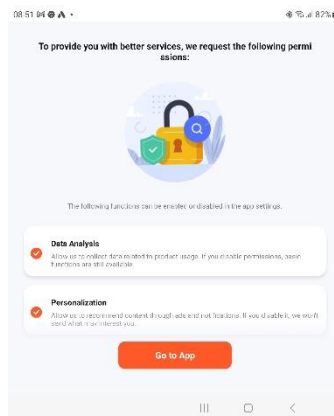 08:51
82%
To provide you with better services, we request the following permi
ssions:
The following functions can be enabled or disabled in the app settings.
Data Analysis
Allow us to collect data related to product usage. If you disable permissions, basic
functions are still available.
Personalization
Allow us to recommend content through ads and notifications. If you disable it, we won't
send what may interest you.
Go to App